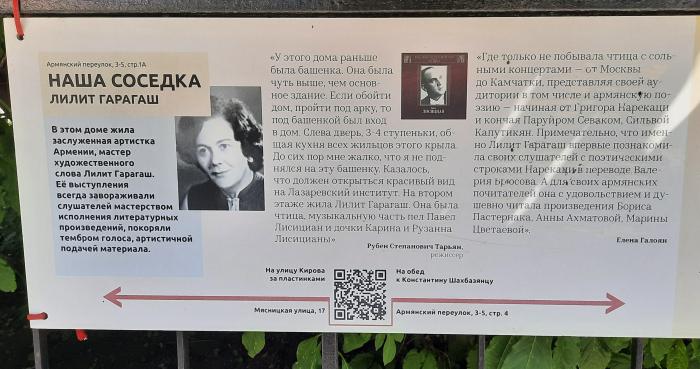 Армянский переулок, 3-5, стр.1А
НАША СОСЕДКА
ЛИЛИТ ГАРАГАШ
В этом доме жила
заслуженная артистка
Армении, мастер
художественного
слова Лилит Гарагаш.
Её выступления
всегда завораживали
слушателей мастерством
исполнения литературных
произведений, покоряли
тембром голоса, артистичной
подачей материала.
«У этого дома раньше
была башенка. Она была
чуть выше, чем основ-
ное здание. Если обойти
дом, пройти под арку, то
под башенкой был вход
в дом. Слева дверь, 3-4 ступеньки, об-
щая кухня всех жильцов этого крыла.
До сих пор мне жалко, что я не под-
нялся на эту башенку. Казалось,
что должен открыться красивый вид
на Лазаревский институт. На втором
этаже жила Лилит Гарагаш. Она была
чтица, музыкальную часть пел Павел
Лисициан и дочки Карина и Рузанна
Лисицианы»
Рубен Степанович Тарьян,
режиссер
«Где только не побывала чтица с соль-
ными концертами – от Москвы
до Камчатки, представляя своей ау-
дитории в том числе и армянскую по-
эзию – начиная от Григора Нарекаци
и кончая Паруйром Севаком, Сильвой
Капутикян. Примечательно, что имен-
но Лилит Гарагаш впервые познакоми-
ла своих слушателей с поэтическими
строками Нарекаци в переводе Вале-
рия Брюсова. А для своих армянских
почитателей она с удовольствием и ду-
шевно читала произведения Бориса
Пастернака, Анны Ахматовой, Марины
Цветаевой».
Елена Галоян
На улицу Кирова
за пластинками
На обед
к Константину Шахбазянцу
Мясницкая улица, 17
Армянский переулок, 3-5, стр. 4